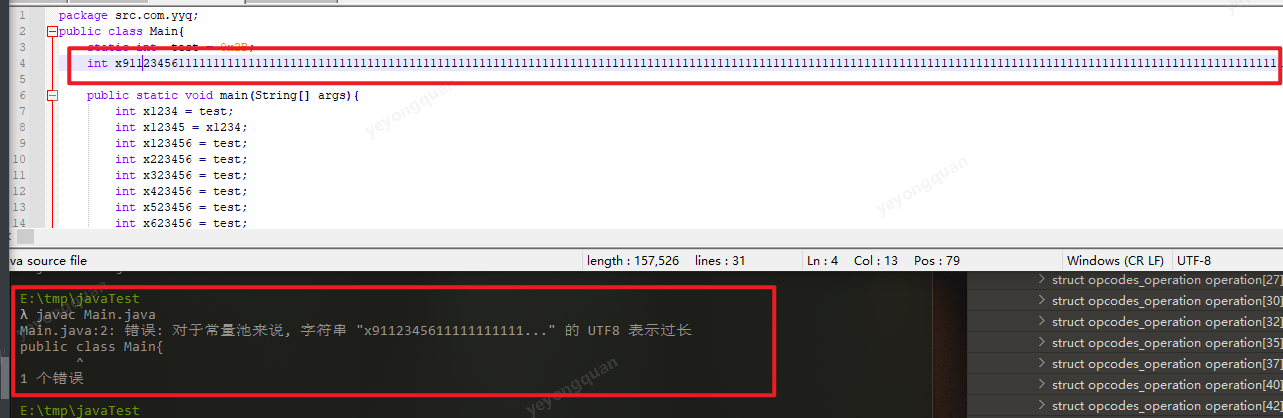 1 package src.com.yyq;
2 public class Main{
3 static int test = 0x2B;
4
5
6 public static void main(String[] args){
7 int x1234 = test;
8 int x12345 = x1234;
9 int x123456 = test;
10 int x223456 = test;
11 int x323456 = test;
12 int x423456 = test;
13 int x523456 = test;
14 int x623456 = test;
va source file length : 157,526 lines : 31 Ln : 4 Col : 13 Pos : 79 Windows (CR LF) UTF-8
E:\tmp\javaTest
λ javac Main.java
Main.java:2: 错误: 对于常量池来说, 字符串 "x9112345611111111111..." 的 UTF8 表示过长
public class Main{
^
1 个错误
E:\tmp\javaTest
struct opcodes_operation operation[27]
struct opcodes_operation operation[30]
struct opcodes_operation operation[32]
struct opcodes_operation operation[35]
struct opcodes_operation operation[37]
struct opcodes_operation operation[40]
struct opcodes_operation operation[42]
yeyongquan
yeyongquan
yeyongquan
yeyongquan